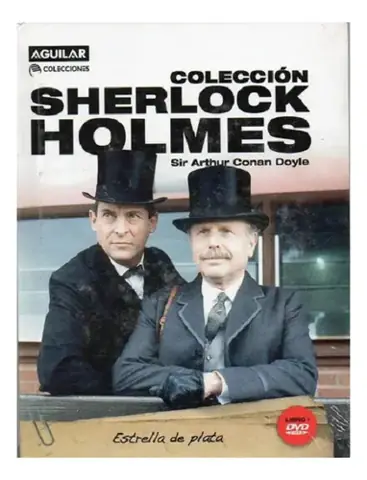 AGUILAR
COLECCIONES
COLECCIÓN
SHERLOCK
HOLMES
Sir Arthur Conan Doyle
Estrella de plata
LIBRO +
DVD